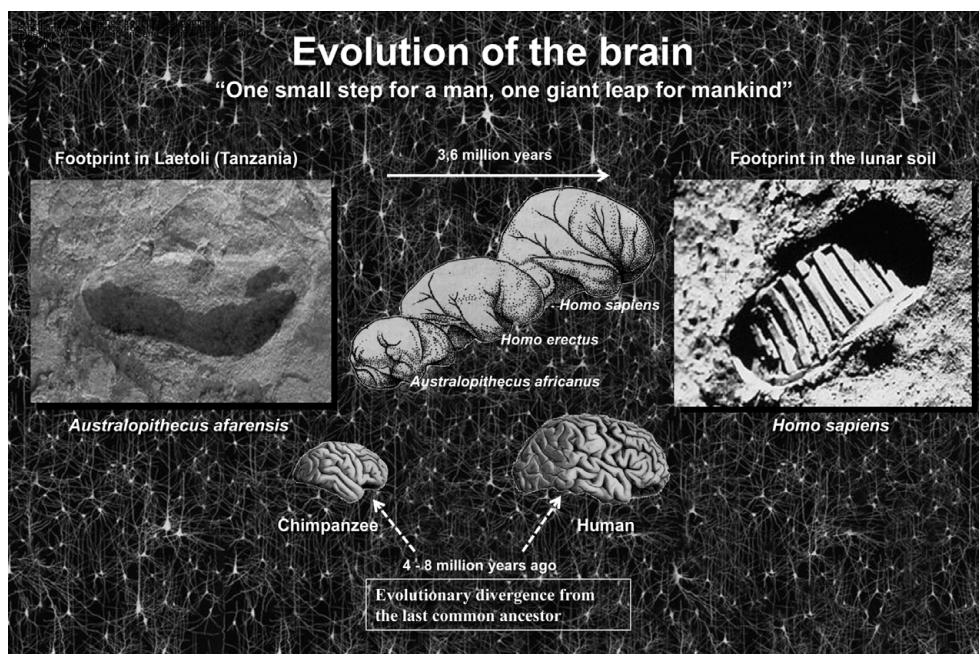 Evolution of the brain
“One small step for a man, one giant leap for mankind”
Footprint in Laetoli (Tanzania)
3,6 million years
Footprint in the lunar soil
Homo sapiens
Homo erectus
Australopithecus africanus
Australopithecus afarensis
Homo sapiens
Chimpanzee
Human
4 - 8 million years ago
Evolutionary divergence from
the last common ancestor